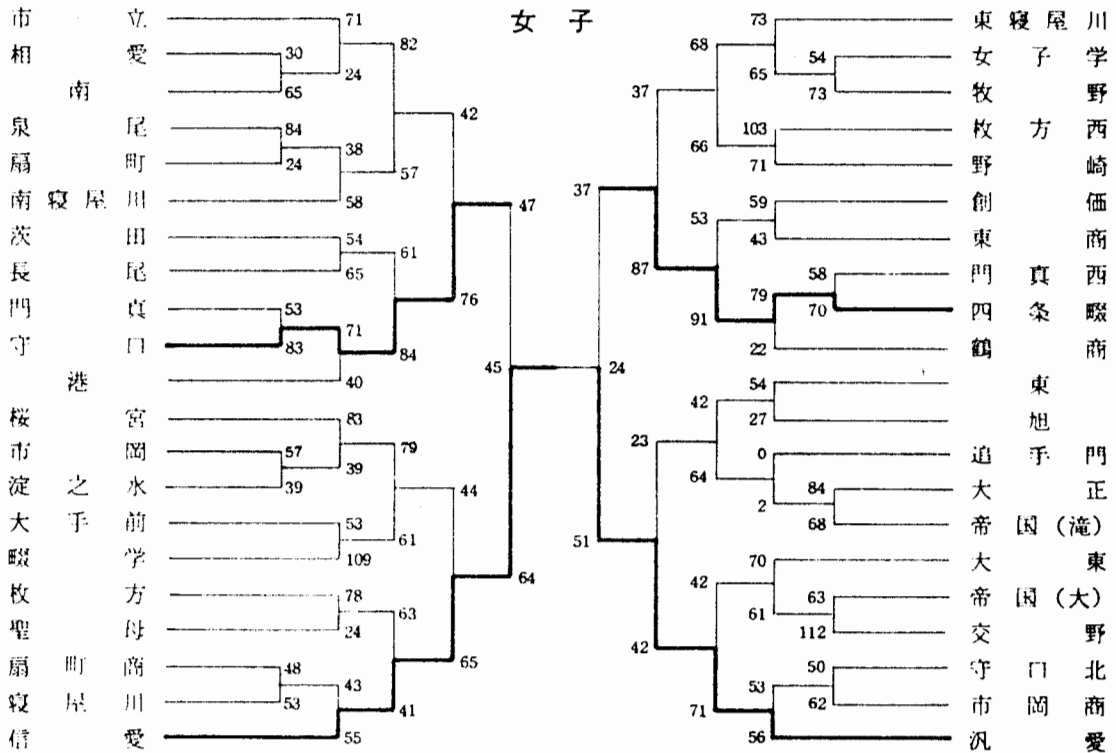 女子
市立 71
82
相愛 30
24
南 65
42
泉尾 84
38
扇町 24
57
南寝屋川 58
47
茨田 54
61
長尾 65
76
門真 53
71
守口 83
84
港 40
45
桜宮 83
79
市岡 57
39
淀之水 39
44
大手前 53
61
畷学 109
64
枚方 78
63
聖母 24
65
扇町商 48
43
寝屋川 53
41
信愛 55
73 東寝屋川
68
54 女子学
65
73 牧野
37
103 枚方西
66
71 野崎
37
59 創価
53
43 東商
87
58 門真西
79
70 四条畷
91
22 鶴商
24
54 東
42
27 旭
23
0 追手門
64
84 大正
2
68 帝国(滝)
51
70 大東
42
63 帝国(大)
61
112 交野
42
50 守口北
53
62 市岡商
71
56 汎愛